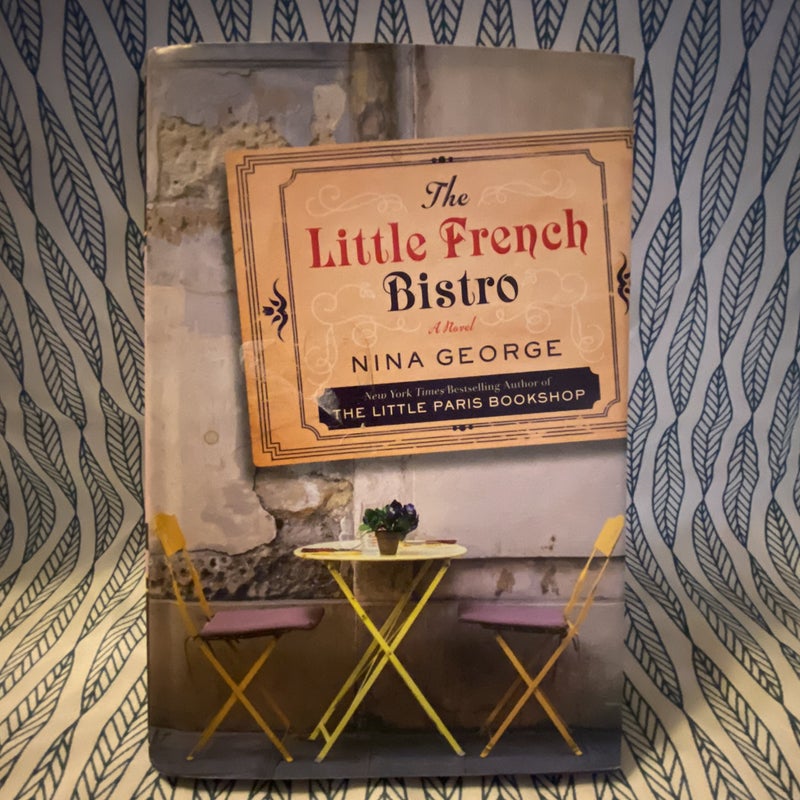 The
Little French
Bistro
A Novel
NINA GEORGE
New York Times Bestselling Author of
THE LITTLE PARIS BOOKSHOP